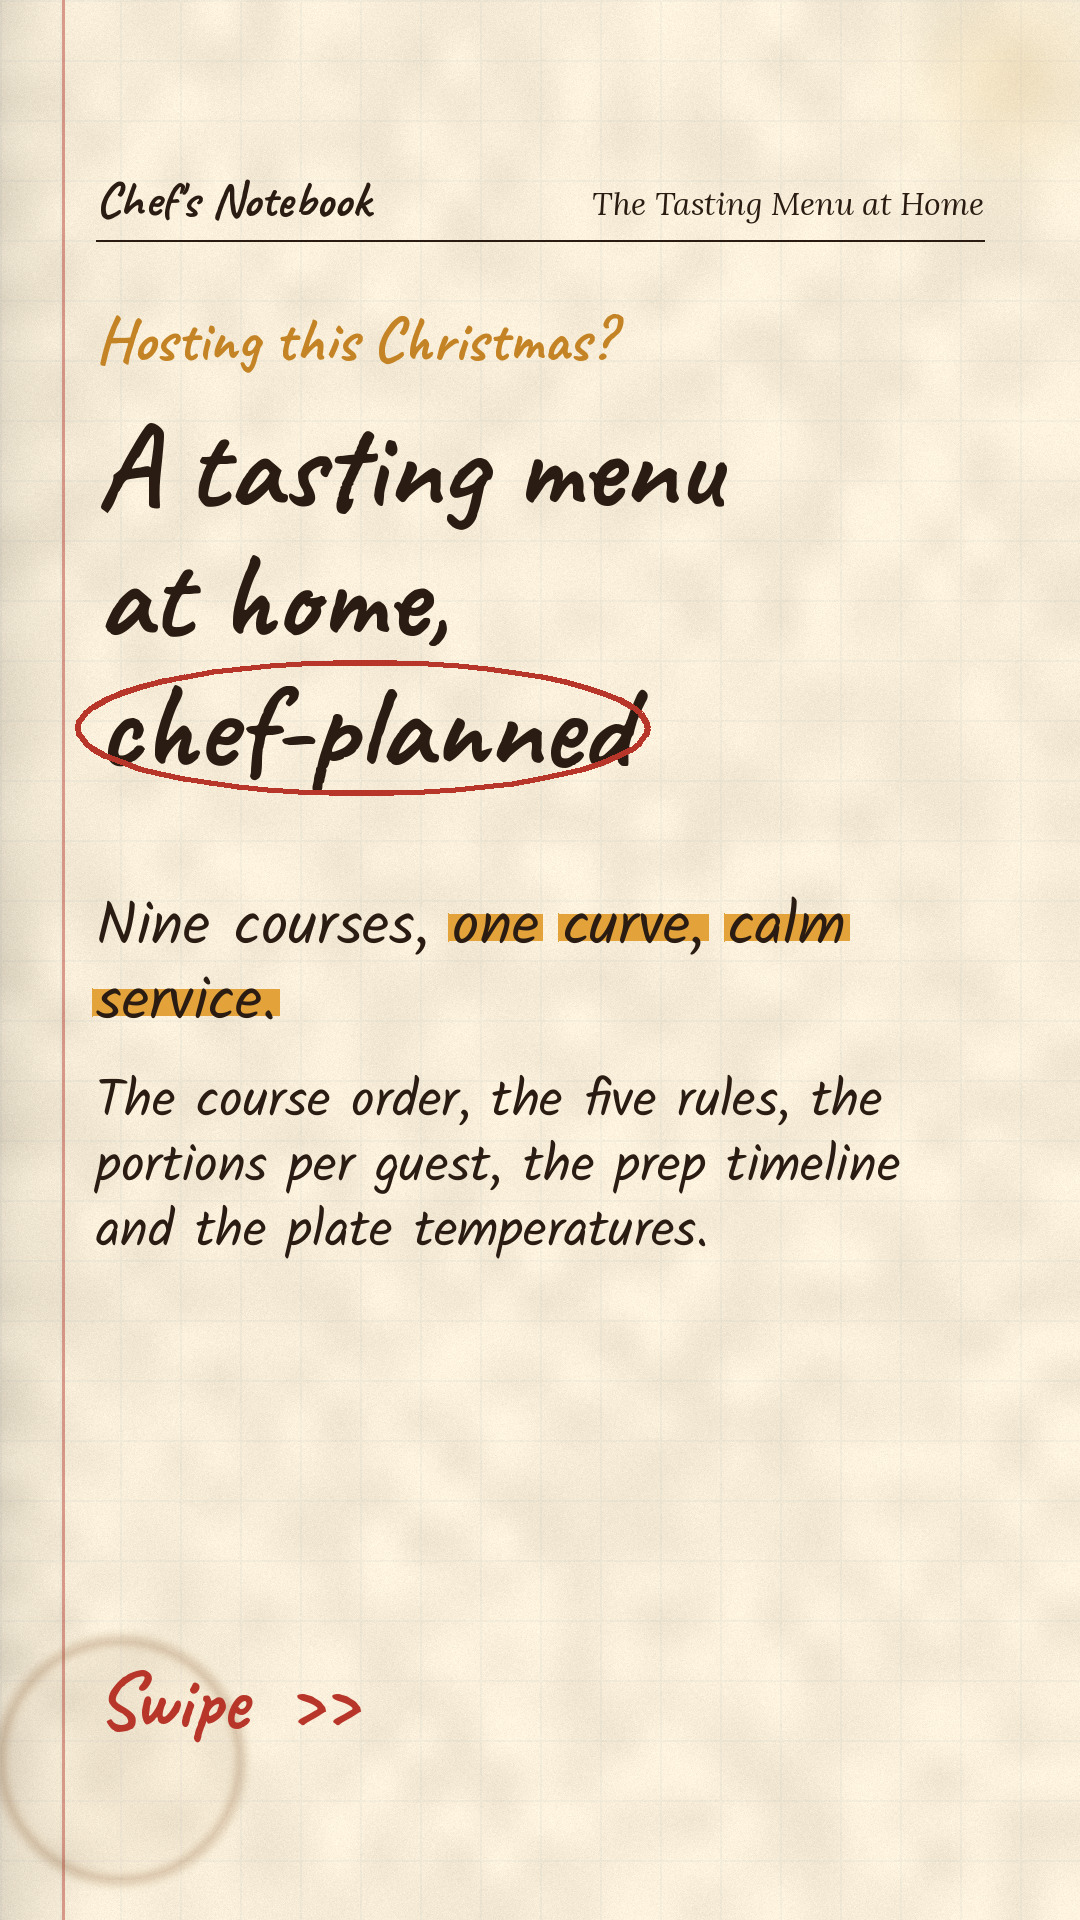 Chef's Notebook
The Tasting Menu at Home
Hosting this Christmas?
A tasting menu
at home,
chef-planned
Nine courses, one curve, calm
service.
The course order, the five rules, the
portions per guest, the prep timeline
and the plate temperatures.
Swipe >>